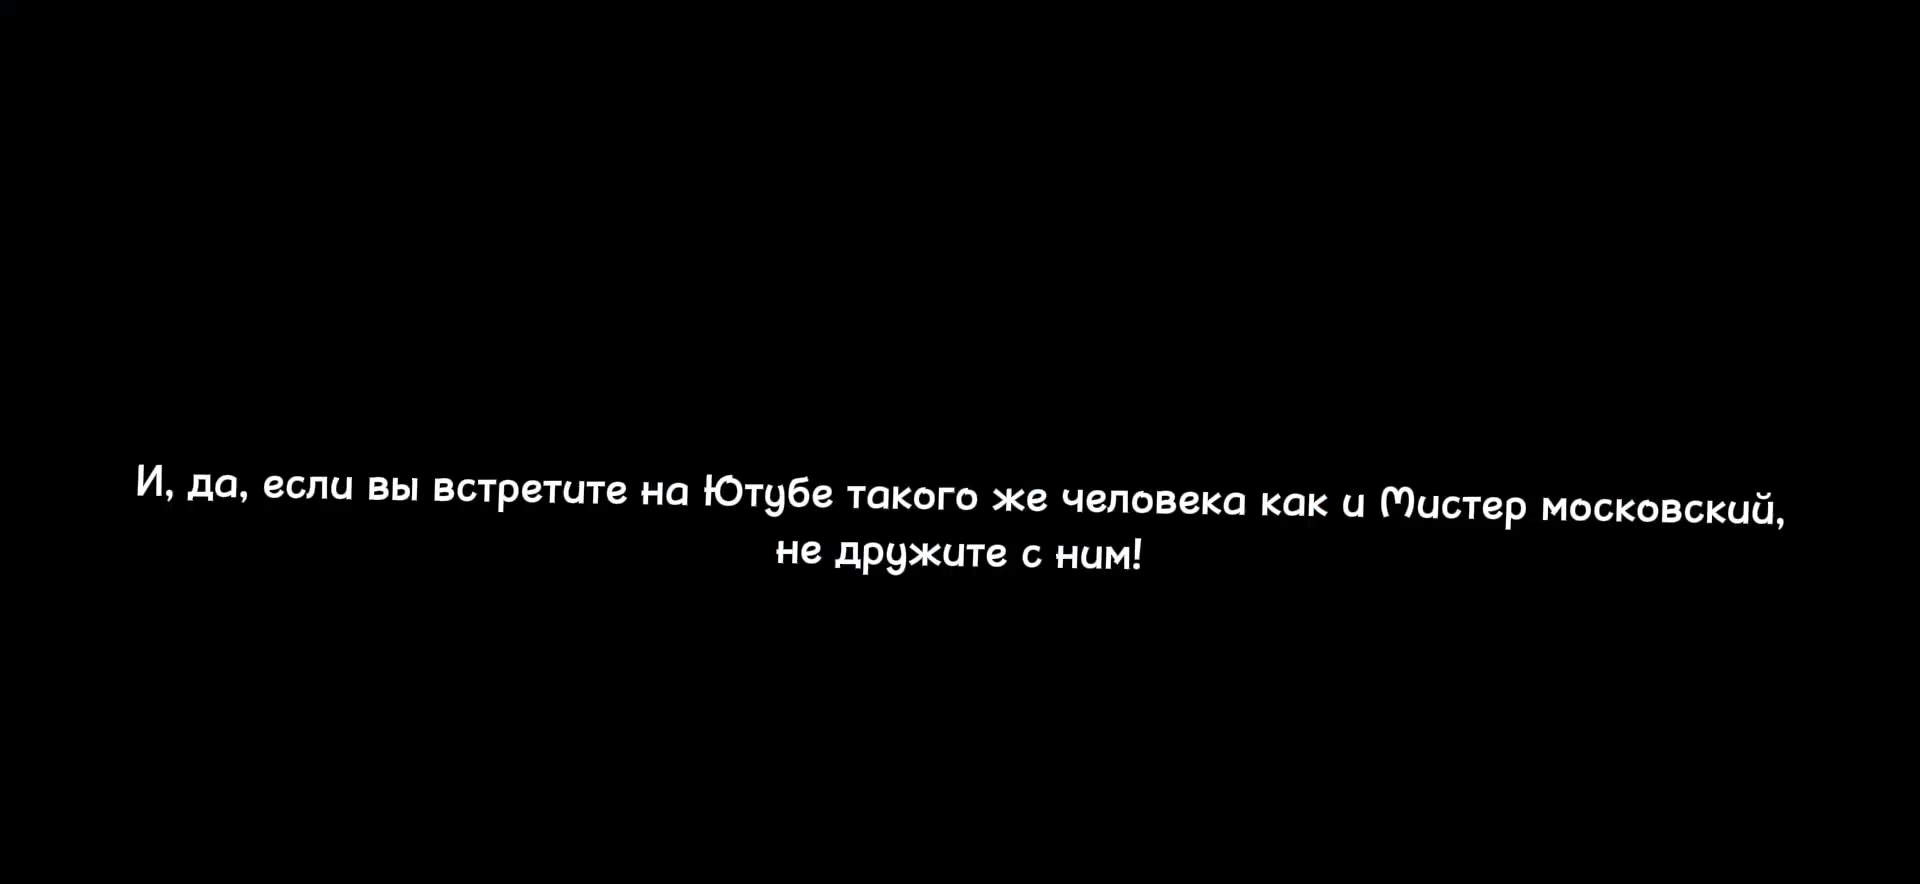 И, да, если вы встретите на Ютубе такого же человека как и Мистер московский,
не дружите с ним!